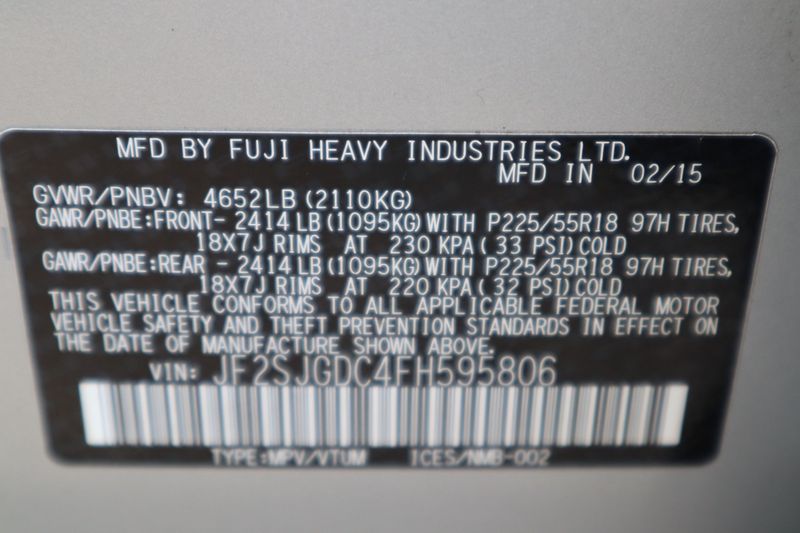 MFD BY FUJI HEAVY INDUSTRIES LTD.
MFD IN 02/15
GVWR/PNBV: 4652LB (2110KG)
GAWR/PNBE:FRONT- 2414 LB (1095KG) WITH P225/55R18 97H TIRES,
18X7J RIMS AT 230 KPA ( 33 PSI ) COLD
GAWR/PNBE:REAR - 2414 LB (1095KG) WITH P225/55R18 97H TIRES,
18X7J RIMS AT 220 KPA ( 32 PSI ) COLD
THIS VEHICLE CONFORMS TO ALL APPLICABLE FEDERAL MOTOR
VEHICLE SAFETY AND THEFT PREVENTION STANDARDS IN EFFECT ON
THE DATE OF MANUFACTURE SHOWN ABOVE.
VIN: JF2SJGDC4FH595806
TYPE:MPV/VTUM ICES/NMB-002